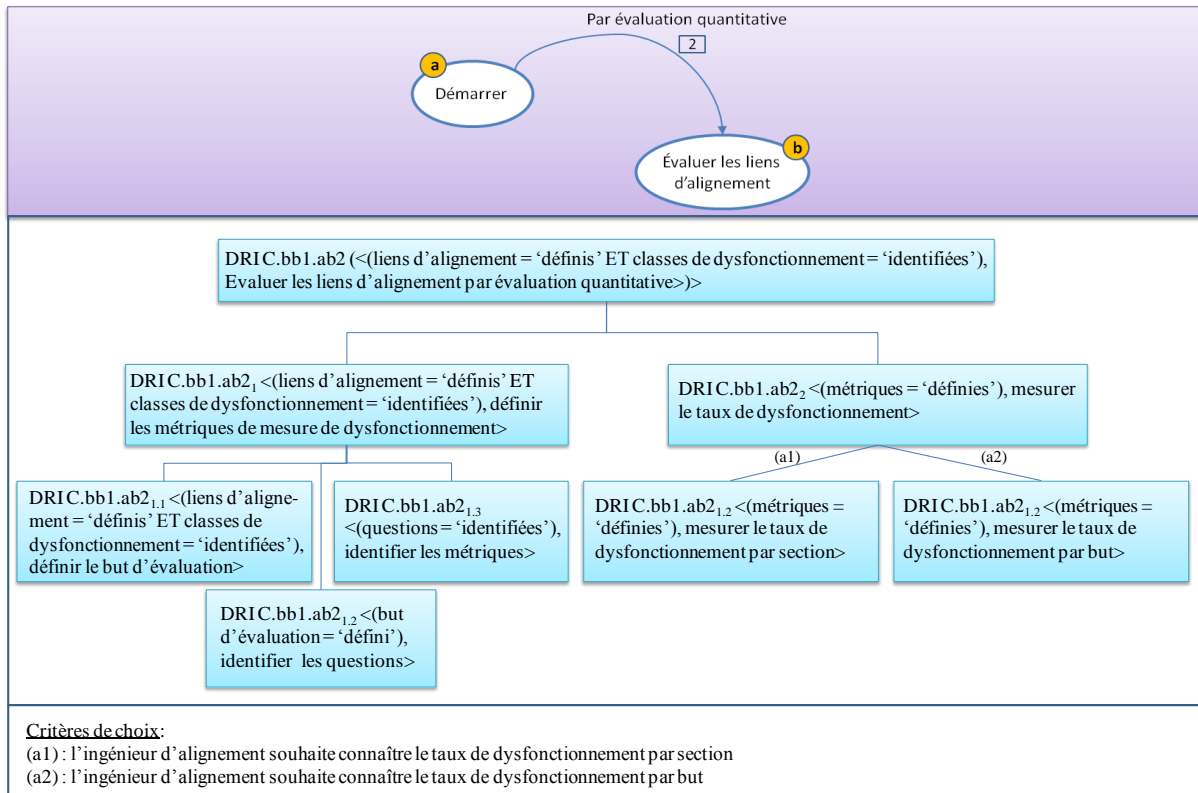 Par évaluation quantitative
2
a
Démarrer
b
Évaluer les liens
d’alignement
DRIC.bb1.ab2 (<(liens d’alignement = ‘définis’ ET classes de dysfonctionnement = ‘identifiées’),
Evaluer les liens d’alignement par évaluation quantitative>)>
DRIC.bb1.ab2₁ <(liens d’alignement = ‘définis’ ET
classes de dysfonctionnement = ‘identifiées’), définir
les métriques de mesure de dysfonctionnement>
DRIC.bb1.ab2₂ <(métriques = ‘définies’), mesurer
le taux de dysfonctionnement>
(a1)
(a2)
DRIC.bb1.ab2₁.₁ <(liens d’aligne-
ment = ‘définis’ ET classes de
dysfonctionnement = ‘identifiées’),
définir le but d’évaluation>
DRIC.bb1.ab2₁.₃
<(questions = ‘identifiées’),
identifier les métriques>
DRIC.bb1.ab2₁.₂ <(métriques =
‘définies’), mesurer le taux de
dysfonctionnement par section>
DRIC.bb1.ab2₁.₂ <(métriques =
‘définies’), mesurer le taux de
dysfonctionnement par but>
DRIC.bb1.ab2₁.₂ <(but
d’évaluation = ‘défini’),
identifier les questions>
Critères de choix:
(a1) : l’ingénieur d’alignement souhaite connaître le taux de dysfonctionnement par section
(a2) : l’ingénieur d’alignement souhaite connaître le taux de dysfonctionnement par but